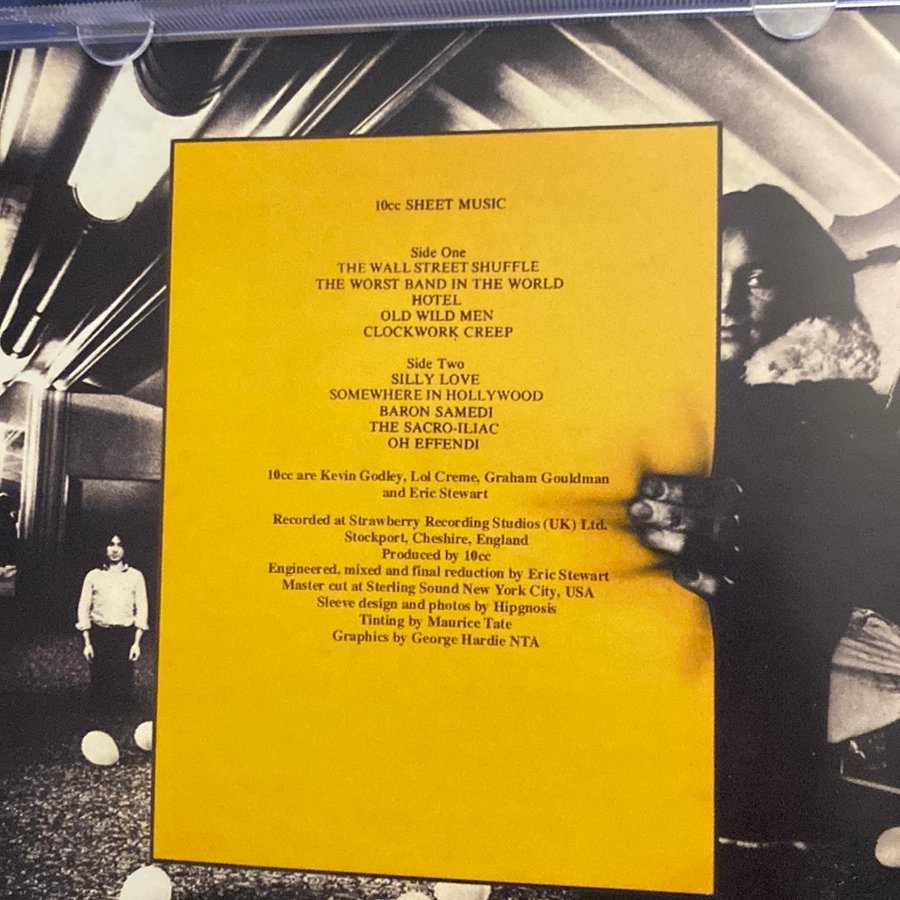 10cc SHEET MUSIC
Side One
THE WALL STREET SHUFFLE
THE WORST BAND IN THE WORLD
HOTEL
OLD WILD MEN
CLOCKWORK CREEP
Side Two
SILLY LOVE
SOMEWHERE IN HOLLYWOOD
BARON SAMEDI
THE SACRO-ILIAC
OH EFFENDI
10cc are Kevin Godley, Lol Creme, Graham Gouldman
and Eric Stewart
Recorded at Strawberry Recording Studios (UK) Ltd.
Stockport, Cheshire, England
Produced by 10cc
Engineered, mixed and final reduction by Eric Stewart
Master cut at Sterling Sound New York City, USA
Sleeve design and photos by Hipgnosis
Tinting by Maurice Tate
Graphics by George Hardie NTA